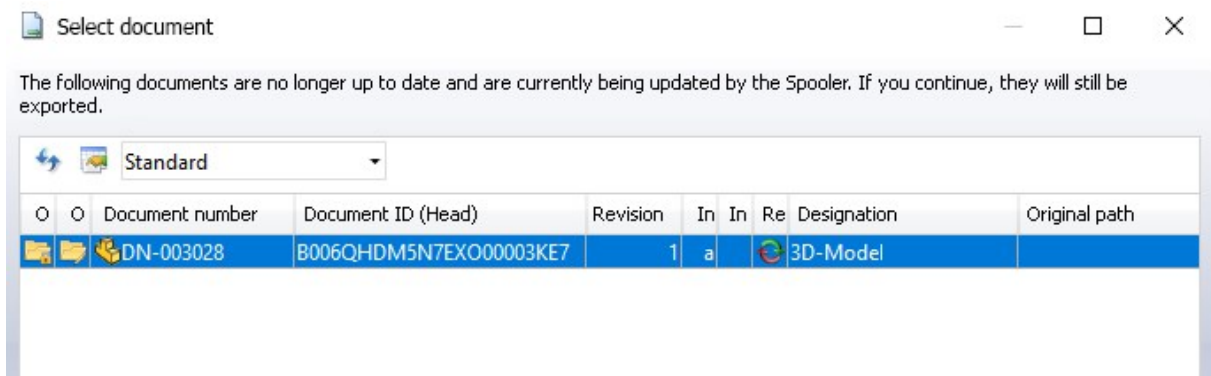 Select document
The following documents are no longer up to date and are currently being updated by the Spooler. If you continue, they will still be
exported.
Standard
O O Document number Document ID (Head) Revision In In Re Designation Original path
DN-003028 B006QHDM5N7EXO00003KE7 1 a 3D-Model